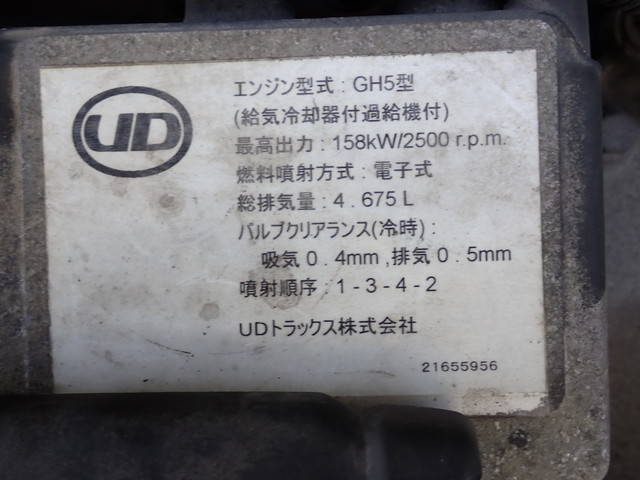 UD
エンジン型式 : GH5型
(給気冷却器付過給機付)
最高出力 : 158kW/2500 r.p.m.
燃料噴射方式 : 電子式
総排気量 : 4 . 675 L
バルブクリアランス(冷時) :
吸気 0 . 4mm , 排気 0 . 5mm
噴射順序 : 1 - 3 - 4 - 2
UDトラックス株式会社
21655956